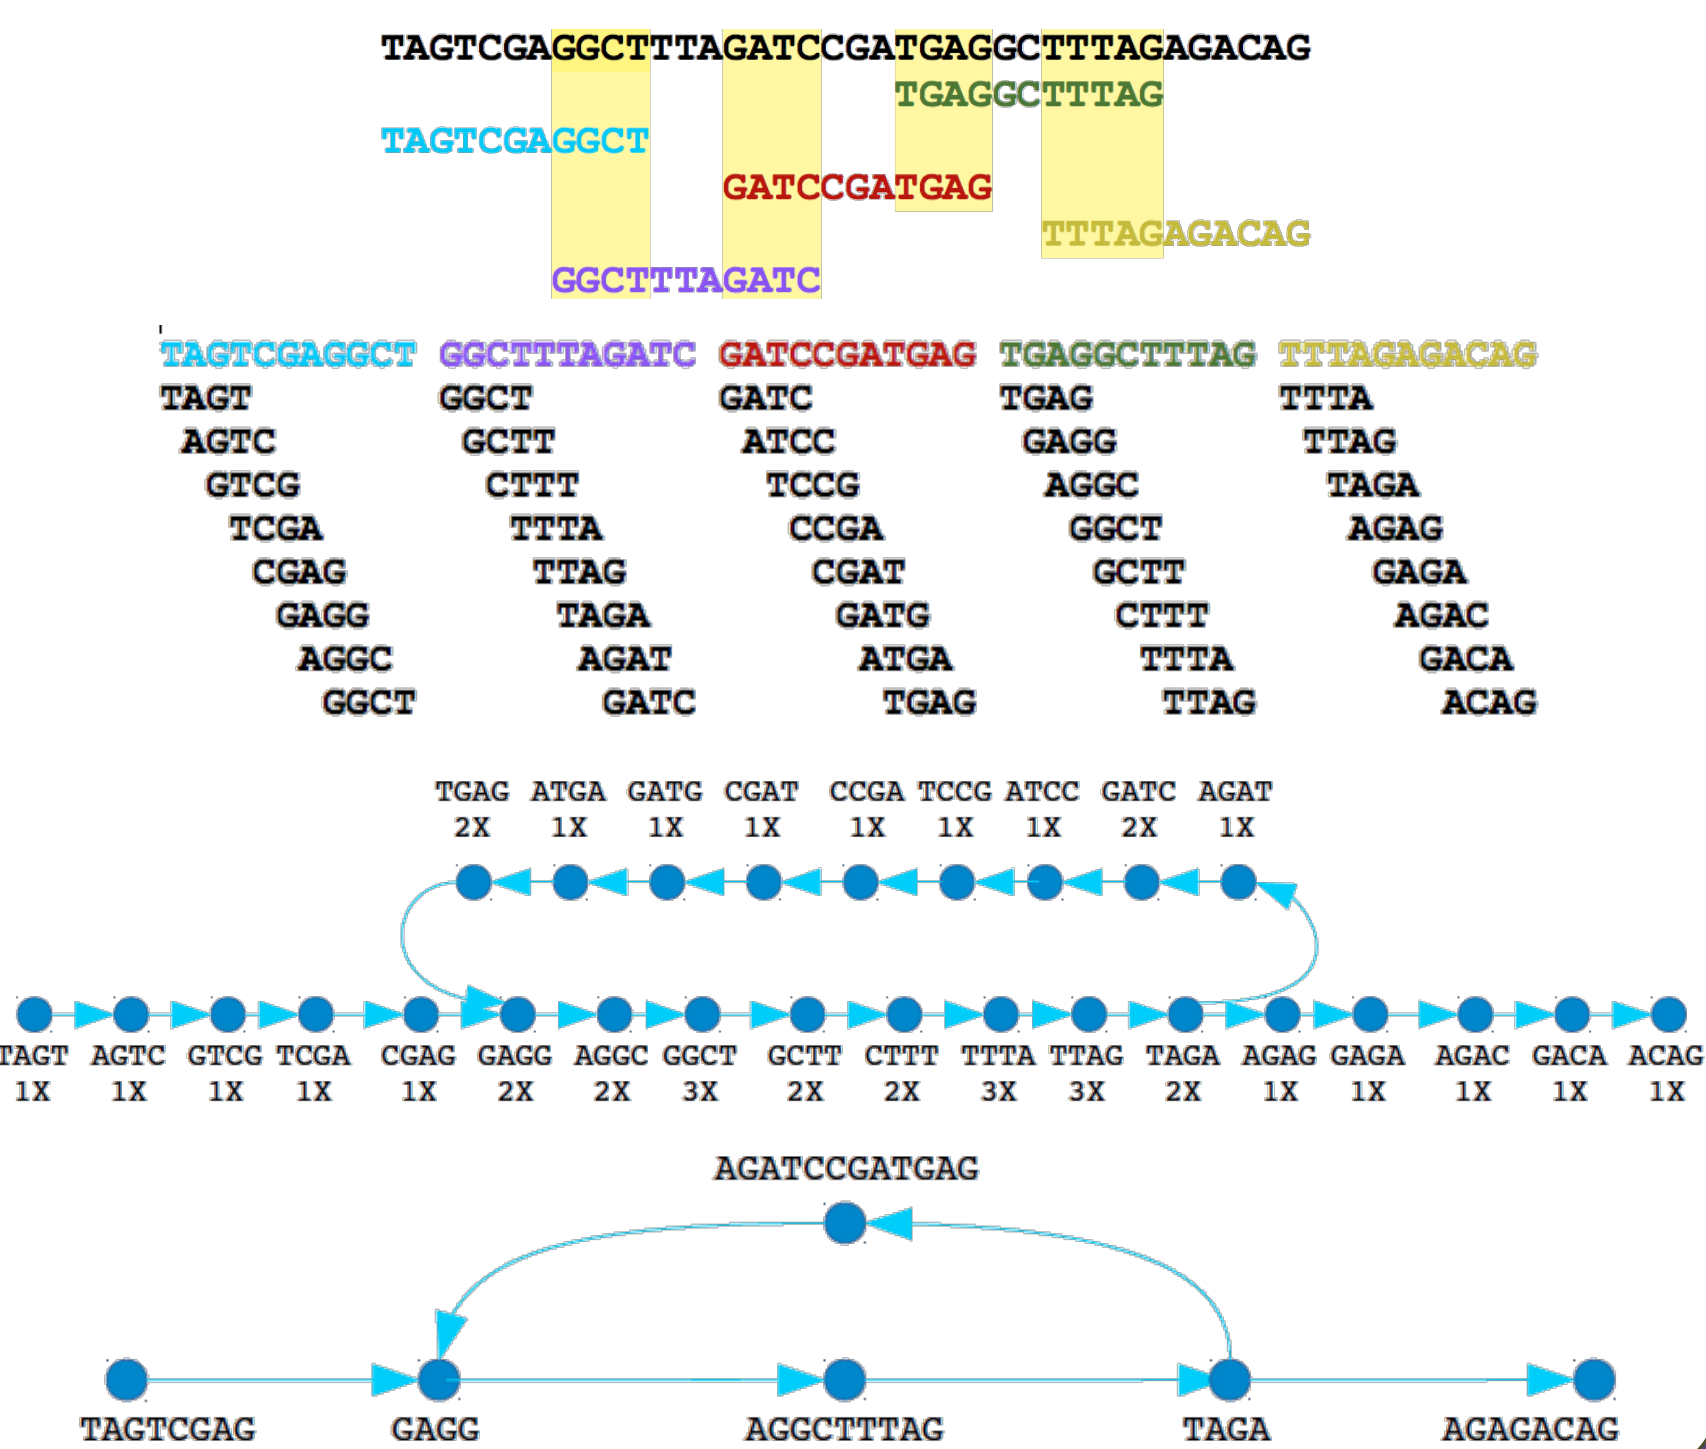 TAGTCGAGGCTTTAGATCCGATGAGGCTTTAGAGACAG
TGAGGCTTTAG
TAGTCGAGGCT
GATCCGATGAG
TTTAGAGACAG
GGCTTTAGATC
TAGTCGAGGCT GGCTTTAGATC GATCCGATGAG TGAGGCTTTAG TTTAGAGACAG
TAGT GGCT GATC TGAG TTTA
AGTC GCTT ATCC GAGG TTAG
GTCG CTTT TCCG AGGC TAGA
TCGA TTTA CCGA GGCT AGAG
CGAG TTAG CGAT GCTT GAGA
GAGG TAGA GATG CTTT AGAC
AGGC AGAT ATGA TTTA GACA
GGCT GATC TGAG TTAG ACAG
TGAG ATGA GATG CGAT CCGA TCCG ATCC GATC AGAT
2X 1X 1X 1X 1X 1X 1X 2X 1X
TAGT AGTC GTCG TCGA CGAG GAGG AGGC GGCT GCTT CTTT TTTA TTAG TAGA AGAG GAGA AGAC GACA ACAG
1X 1X 1X 1X 1X 2X 2X 3X 2X 2X 3X 3X 2X 1X 1X 1X 1X 1X
AGATCCGATGAG
TAGTCGAG GAGG AGGCTTTAG TAGA AGAGACAG